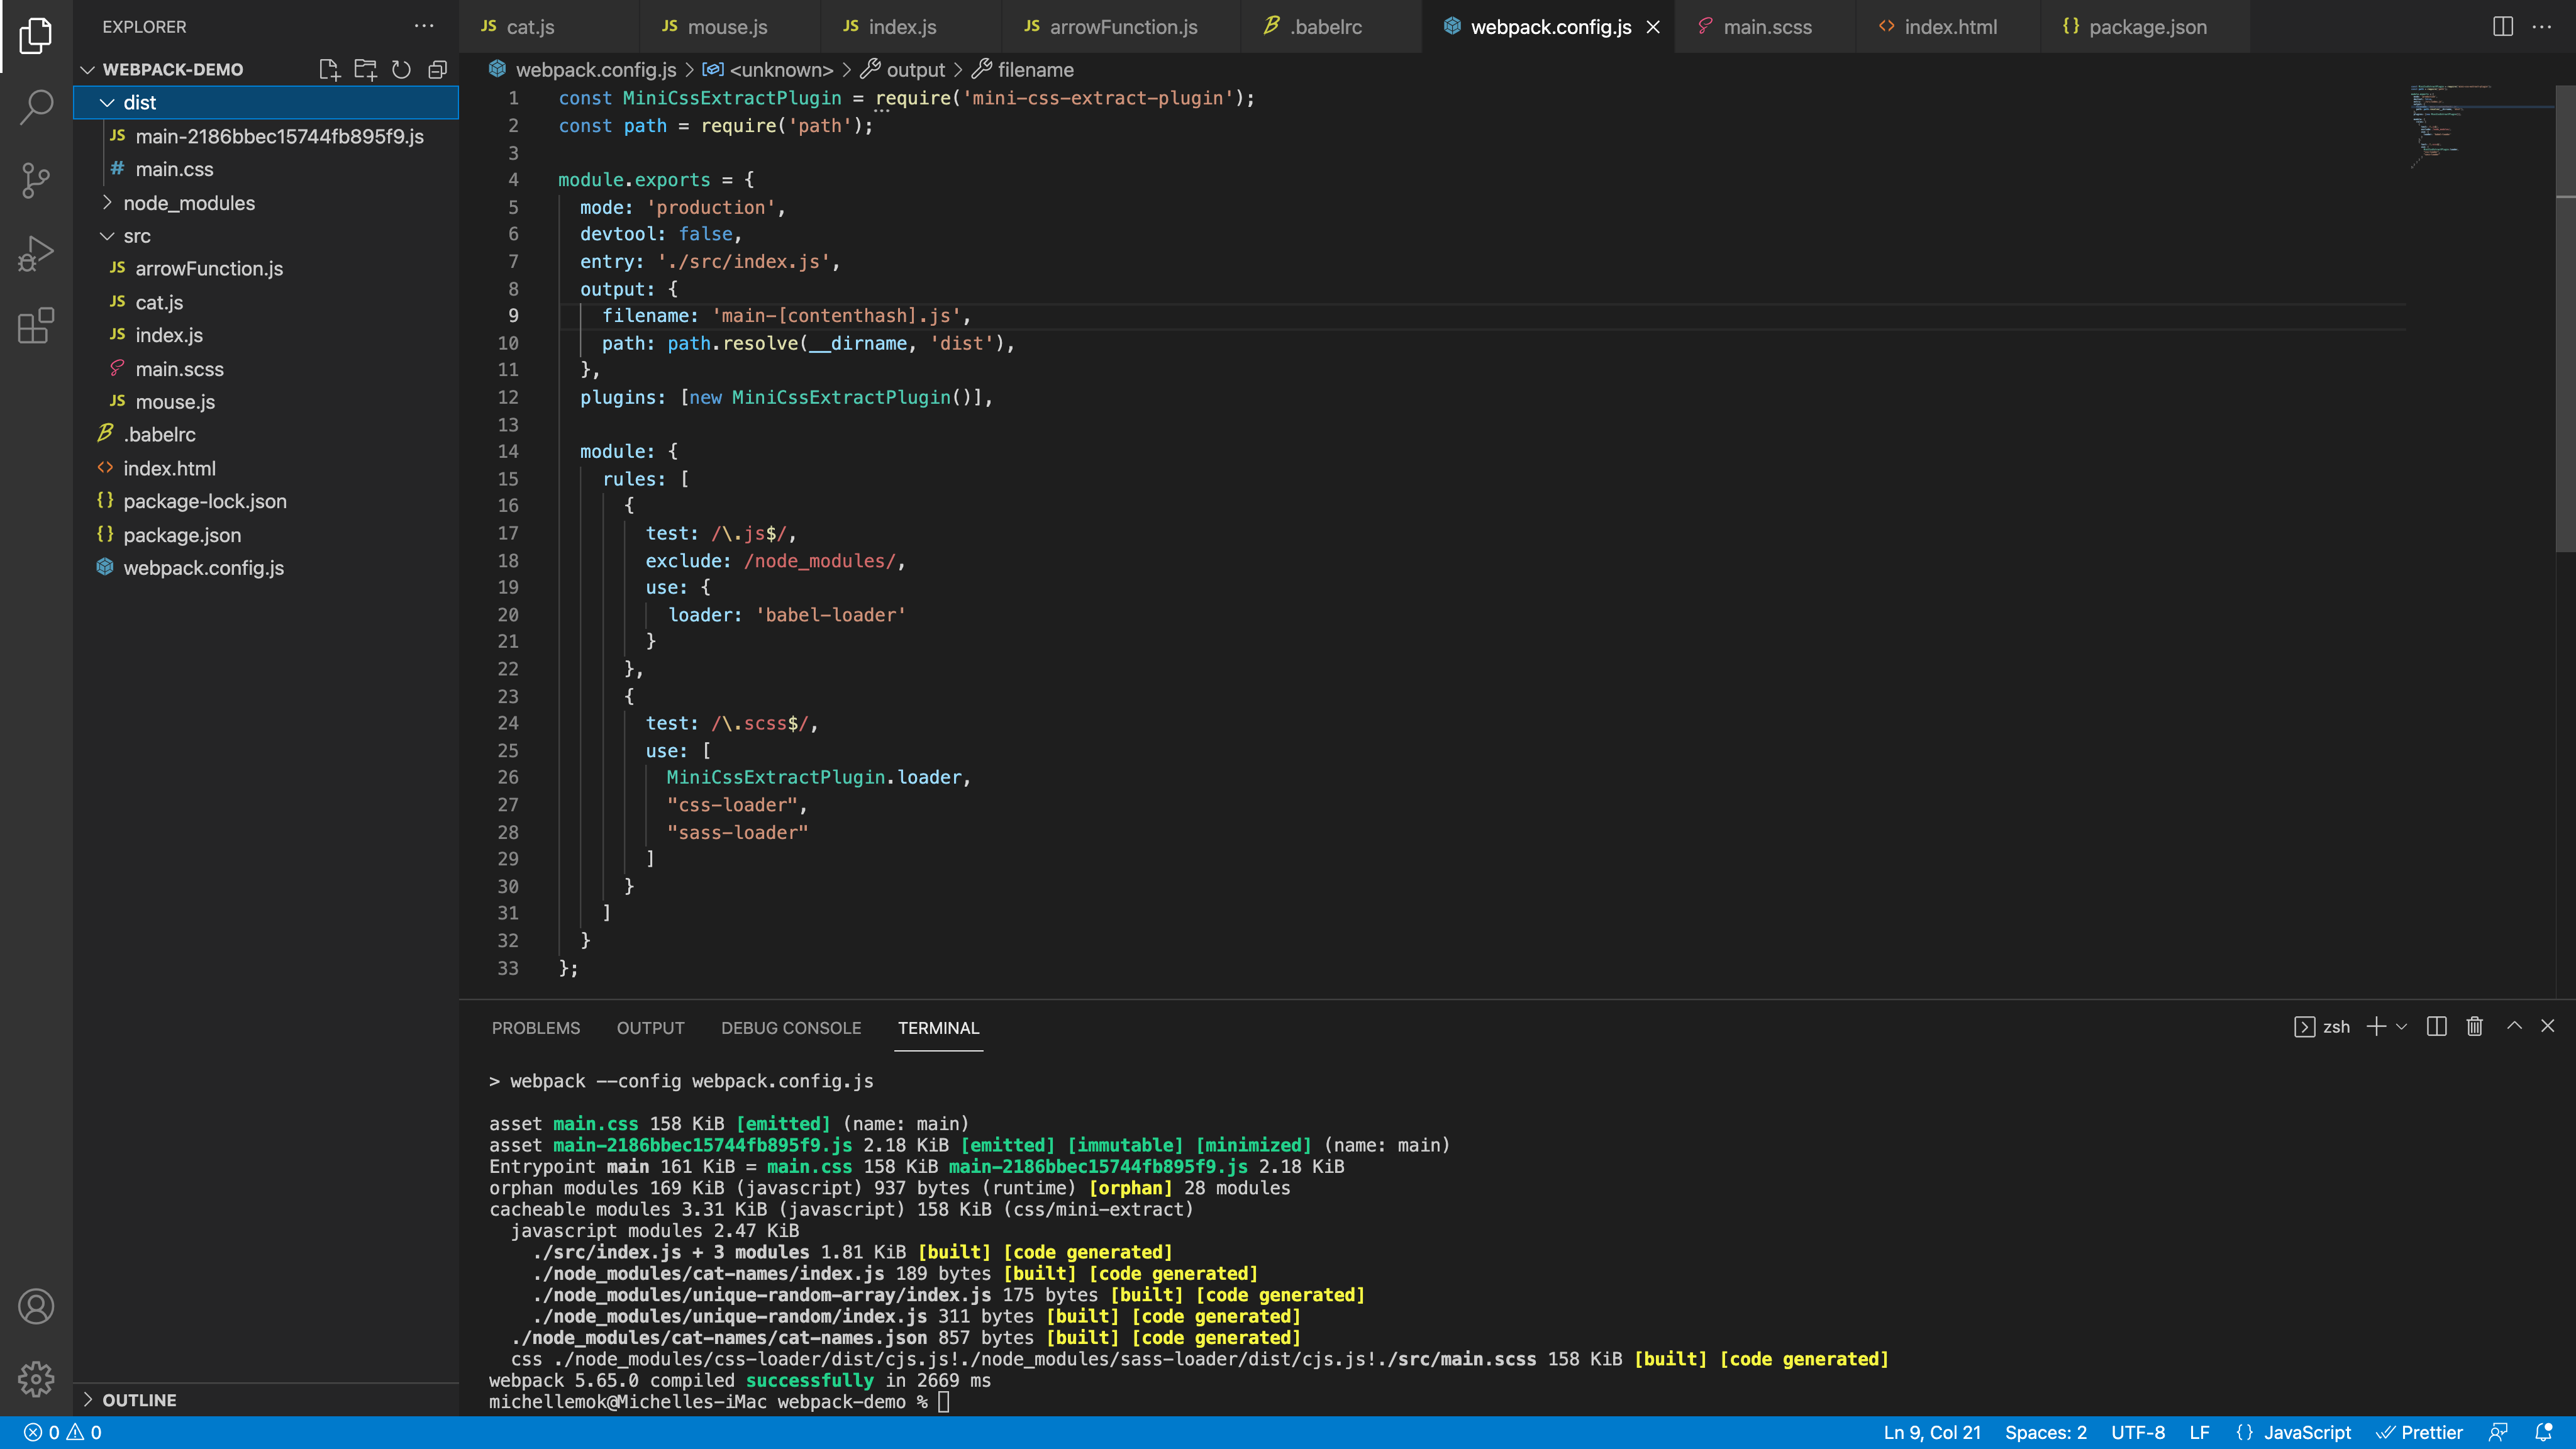 EXPLORER
WEBPACK-DEMO
dist
JS main-2186bbec15744fb895f9.js
# main.css
node_modules
src
JS arrowFunction.js
JS cat.js
JS index.js
main.scss
JS mouse.js
.babelrc
<> index.html
{} package-lock.json
{} package.json
webpack.config.js
OUTLINE
JS cat.js JS mouse.js JS index.js JS arrowFunction.js .babelrc webpack.config.js main.scss <> index.html {} package.json
webpack.config.js > <unknown> > output > filename
1 const MiniCssExtractPlugin = require('mini-css-extract-plugin');
2 const path = require('path');
3
4 module.exports = {
5 mode: 'production',
6 devtool: false,
7 entry: './src/index.js',
8 output: {
9 filename: 'main-[contenthash].js',
10 path: path.resolve(__dirname, 'dist'),
11 },
12 plugins: [new MiniCssExtractPlugin()],
13
14 module: {
15 rules: [
16 {
17 test: /\.js$/,
18 exclude: /node_modules/,
19 use: {
20 loader: 'babel-loader'
21 }
22 },
23 {
24 test: /\.scss$/,
25 use: [
26 MiniCssExtractPlugin.loader,
27 "css-loader",
28 "sass-loader"
29 ]
30 }
31 ]
32 }
33 };
PROBLEMS OUTPUT DEBUG CONSOLE TERMINAL zsh
> webpack --config webpack.config.js
asset main.css 158 KiB [emitted] (name: main)
asset main-2186bbec15744fb895f9.js 2.18 KiB [emitted] [immutable] [minimized] (name: main)
Entrypoint main 161 KiB = main.css 158 KiB main-2186bbec15744fb895f9.js 2.18 KiB
orphan modules 169 KiB (javascript) 937 bytes (runtime) [orphan] 28 modules
cacheable modules 3.31 KiB (javascript) 158 KiB (css/mini-extract)
javascript modules 2.47 KiB
./src/index.js + 3 modules 1.81 KiB [built] [code generated]
./node_modules/cat-names/index.js 189 bytes [built] [code generated]
./node_modules/unique-random-array/index.js 175 bytes [built] [code generated]
./node_modules/unique-random/index.js 311 bytes [built] [code generated]
./node_modules/cat-names/cat-names.json 857 bytes [built] [code generated]
css ./node_modules/css-loader/dist/cjs.js!./node_modules/sass-loader/dist/cjs.js!./src/main.scss 158 KiB [built] [code generated]
webpack 5.65.0 compiled successfully in 2669 ms
michellemok@Michelles-iMac webpack-demo %
0 0 Ln 9, Col 21 Spaces: 2 UTF-8 LF {} JavaScript Prettier